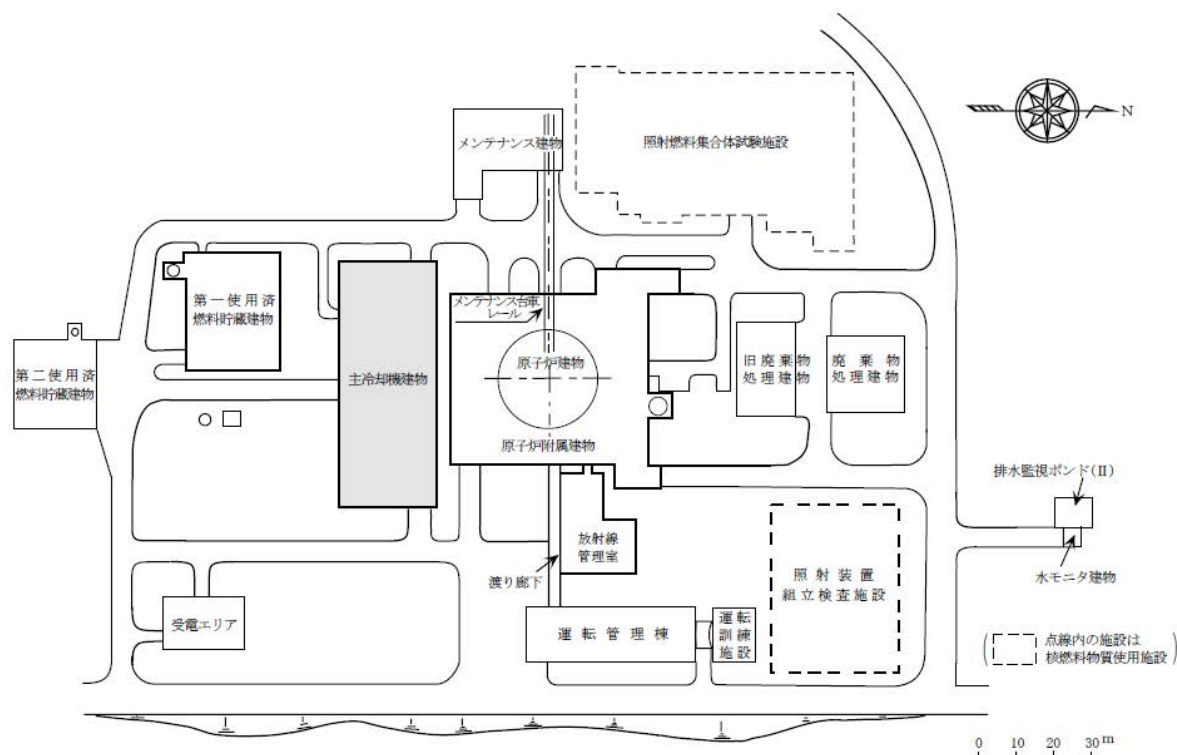 メンテナンス建物
照射燃料集合体試験施設
N
第一使用済
燃料貯蔵建物
メンテナンス台車
レール
原子炉建物
第二使用済
燃料貯蔵建物
主冷却機建物
旧廃棄物
処理建物
廃棄物
処理建物
原子炉附属建物
排水監視ポンド(Ⅱ)
放射線
管理室
渡り廊下
照射装置
組立検査施設
水モニタ建物
受電エリア
運転管理棟
運転
訓練
施設
点線内の施設は
核燃料物質使用施設
0 10 20 30m